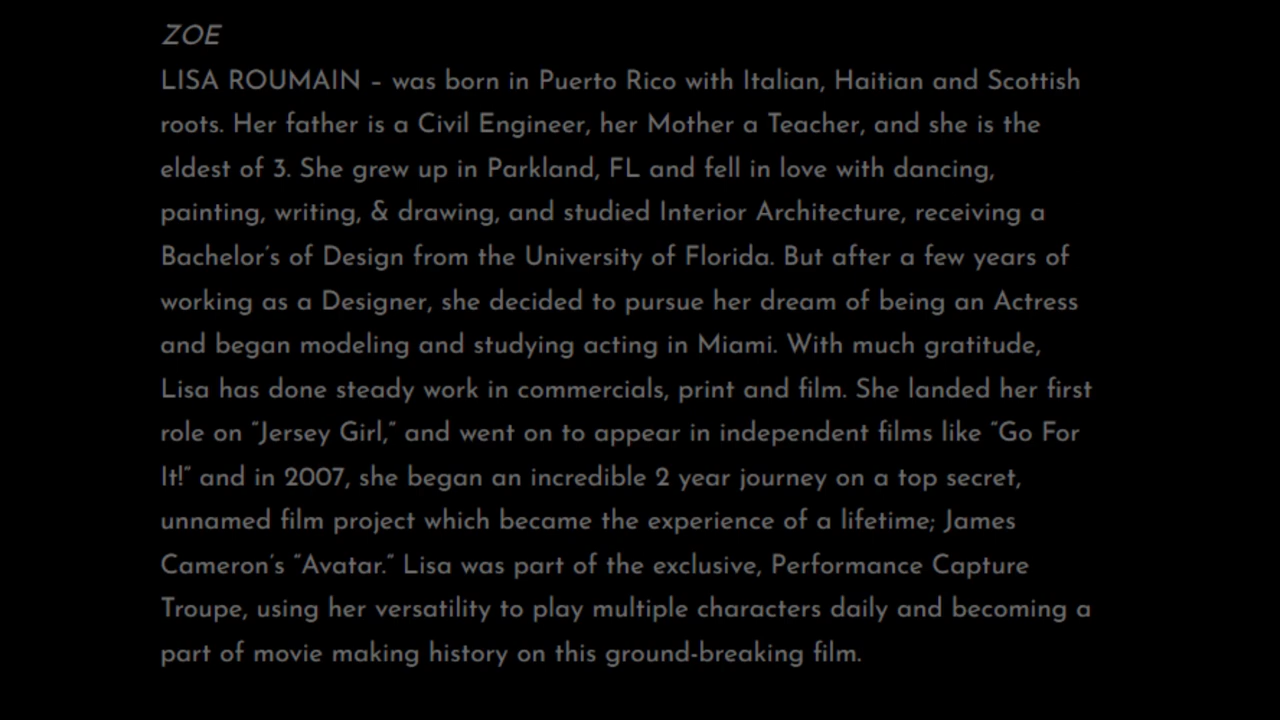 ZOE
LISA ROUMAIN – was born in Puerto Rico with Italian, Haitian and Scottish
roots. Her father is a Civil Engineer, her Mother a Teacher, and she is the
eldest of 3. She grew up in Parkland, FL and fell in love with dancing,
painting, writing, & drawing, and studied Interior Architecture, receiving a
Bachelor’s of Design from the University of Florida. But after a few years of
working as a Designer, she decided to pursue her dream of being an Actress
and began modeling and studying acting in Miami. With much gratitude,
Lisa has done steady work in commercials, print and film. She landed her first
role on “Jersey Girl,” and went on to appear in independent films like “Go For
It!” and in 2007, she began an incredible 2 year journey on a top secret,
unnamed film project which became the experience of a lifetime; James
Cameron’s “Avatar.” Lisa was part of the exclusive, Performance Capture
Troupe, using her versatility to play multiple characters daily and becoming a
part of movie making history on this ground-breaking film.